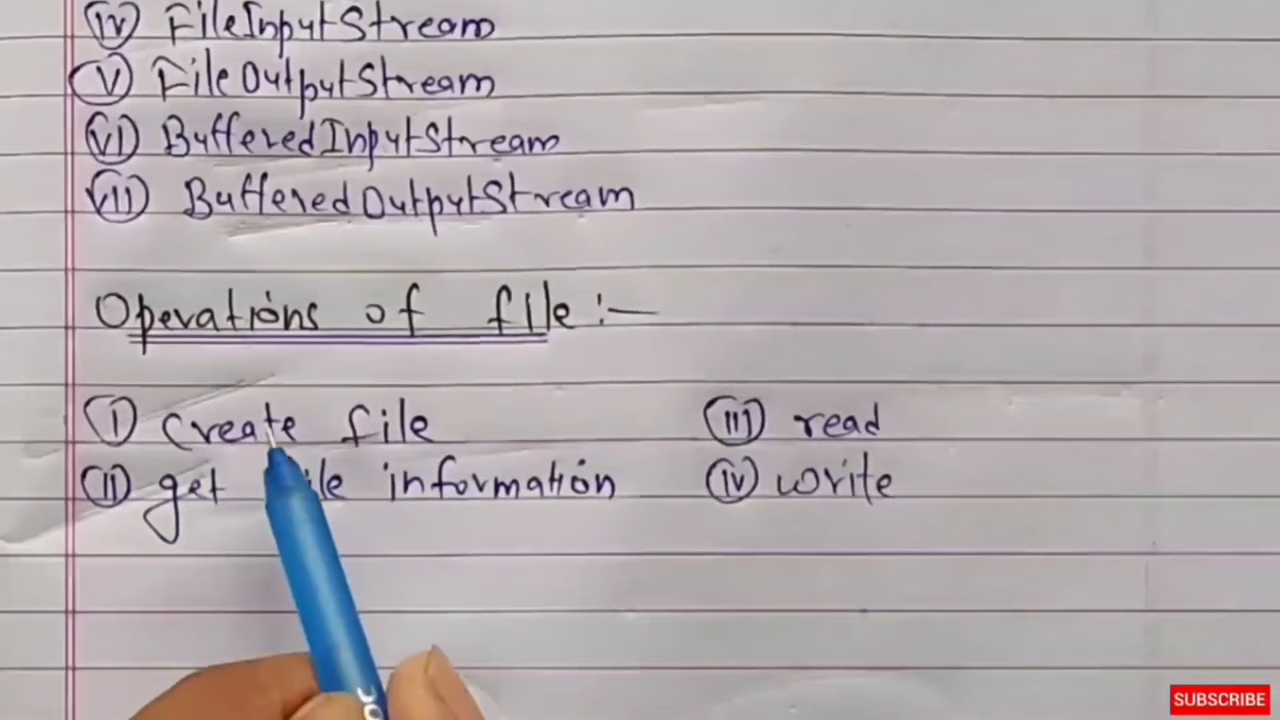 (iv) FileInputStream
(v) FileOutputStream
(vi) BufferedInputStream
(vii) BufferedOutputStream
Operations of file :-
(i) create file (iii) read
(ii) get file information (iv) write
SUBSCRIBE